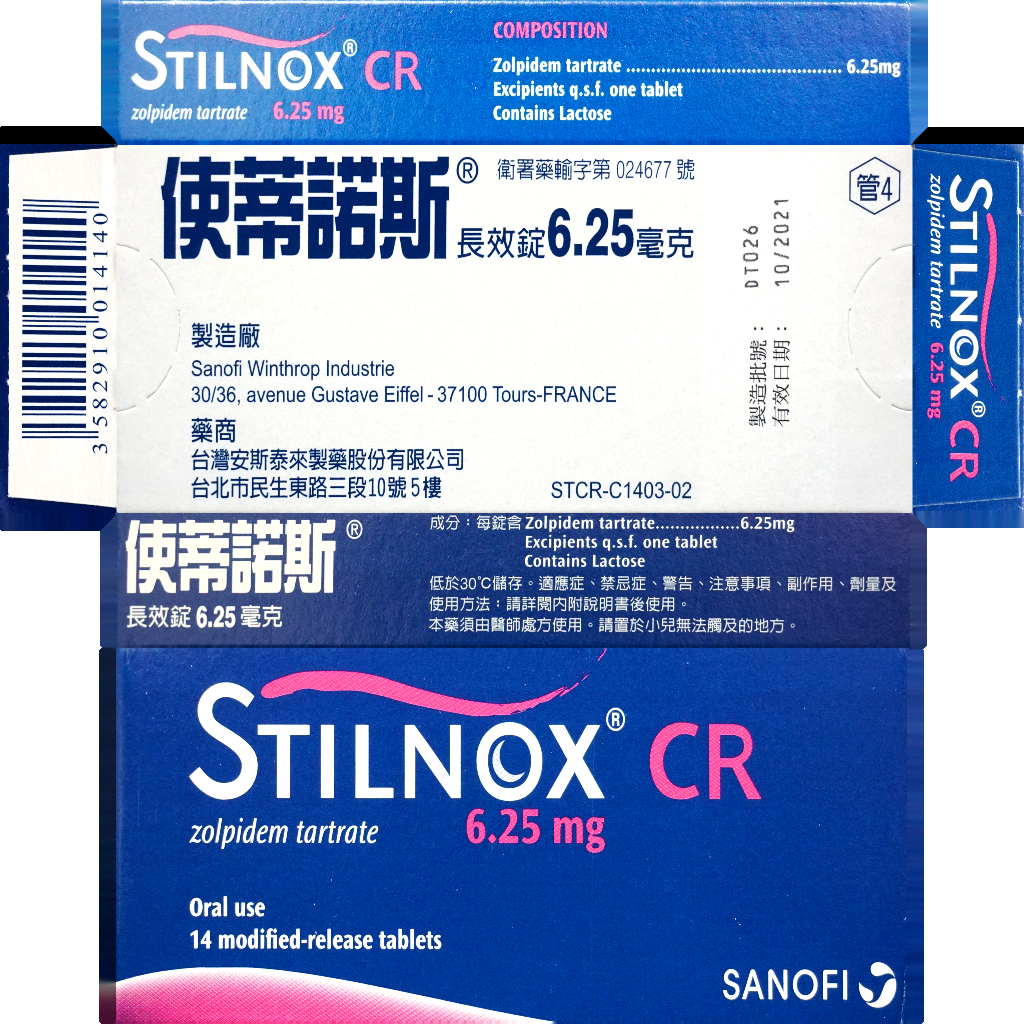 STILNOX® CR
zolpidem tartrate 6.25 mg
COMPOSITION
Zolpidem tartrate ........................................... 6.25mg
Excipients q.s.f. one tablet
Contains Lactose
3 582910 014140
使蒂諾斯® 衛署藥輸字第 024677 號
長效錠6.25毫克
管4
製造廠
Sanofi Winthrop Industrie
30/36, avenue Gustave Eiffel - 37100 Tours-FRANCE
藥商
台灣安斯泰來製藥股份有限公司
台北市民生東路三段10號5樓
STCR-C1403-02
製造批號： DT026
有效日期： 10/2021
STILNOX® CR
zolpidem tartrate 6.25 mg
使蒂諾斯®
長效錠 6.25 毫克
成分：每錠含 Zolpidem tartrate.................6.25mg
Excipients q.s.f. one tablet
Contains Lactose
低於30℃儲存。適應症、禁忌症、警告、注意事項、副作用、劑量及
使用方法：請詳閱內附說明書後使用。
本藥須由醫師處方使用。請置於小兒無法觸及的地方。
STILNOX® CR
zolpidem tartrate 6.25 mg
Oral use
14 modified-release tablets
SANOFI